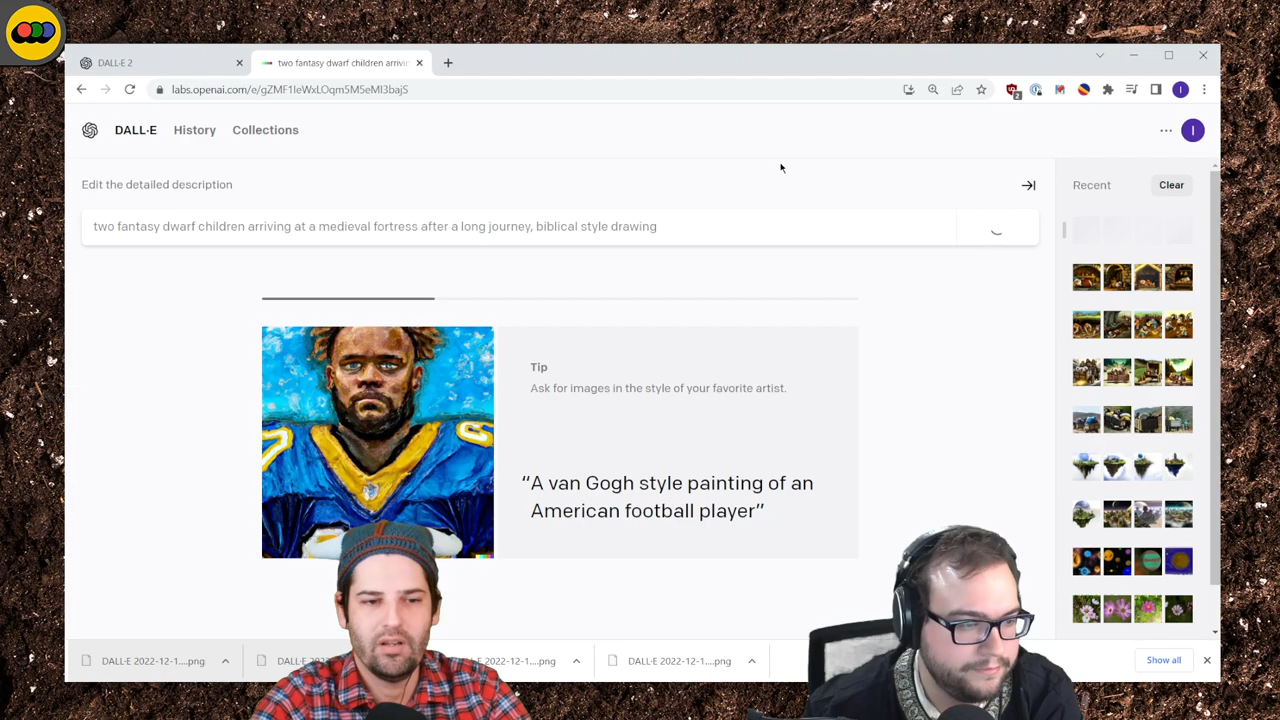 DALL·E 2
two fantasy dwarf children arrivin
labs.openai.com/e/gZMF1IeWxLOqm5M5eMI3bajS
2
I
DALL·E History Collections
I
Edit the detailed description
Recent
Clear
two fantasy dwarf children arriving at a medieval fortress after a long journey, biblical style drawing
Tip
Ask for images in the style of your favorite artist.
“A van Gogh style painting of an
American football player”
DALL·E 2022-12-1....png
DALL·E
2022-12-1....png
DALL·E 2022-12-1....png
Show all